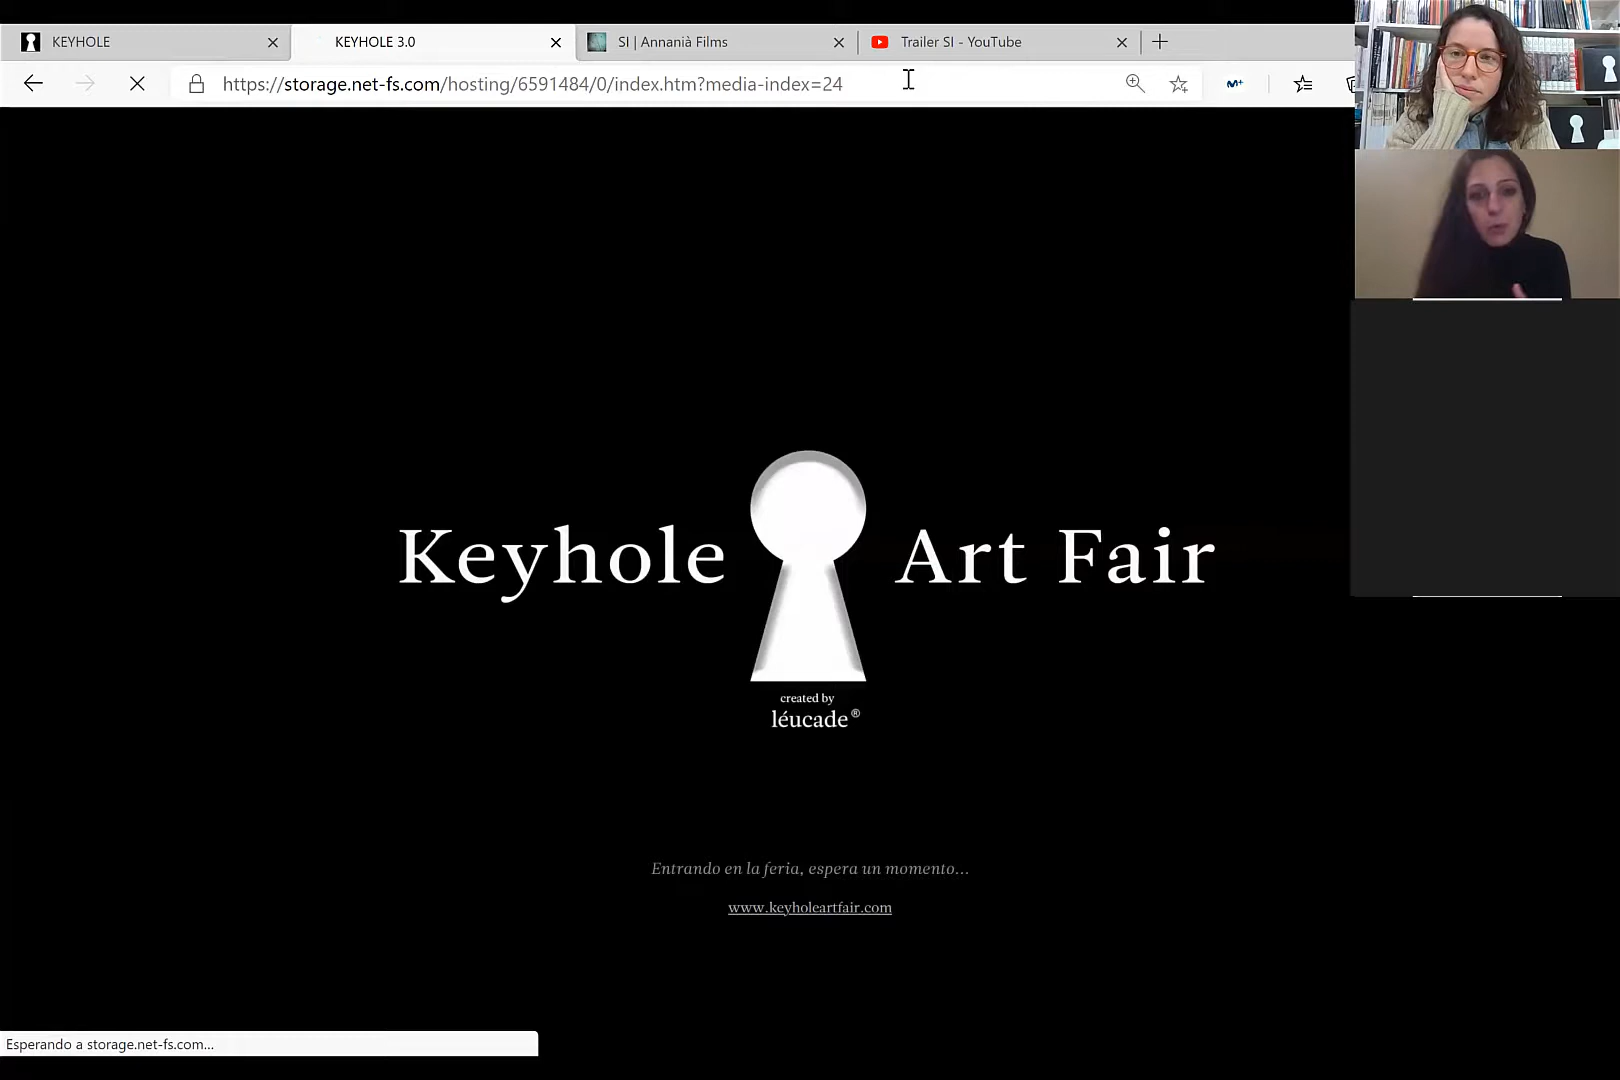 KEYHOLE
KEYHOLE 3.0
SI | Annanià Films
Trailer SI - YouTube
https://storage.net-fs.com/hosting/6591484/0/index.htm?media-index=24
Keyhole Art Fair
created by
léucade®
Entrando en la feria, espera un momento...
www.keyholeartfair.com
Esperando a storage.net-fs.com...